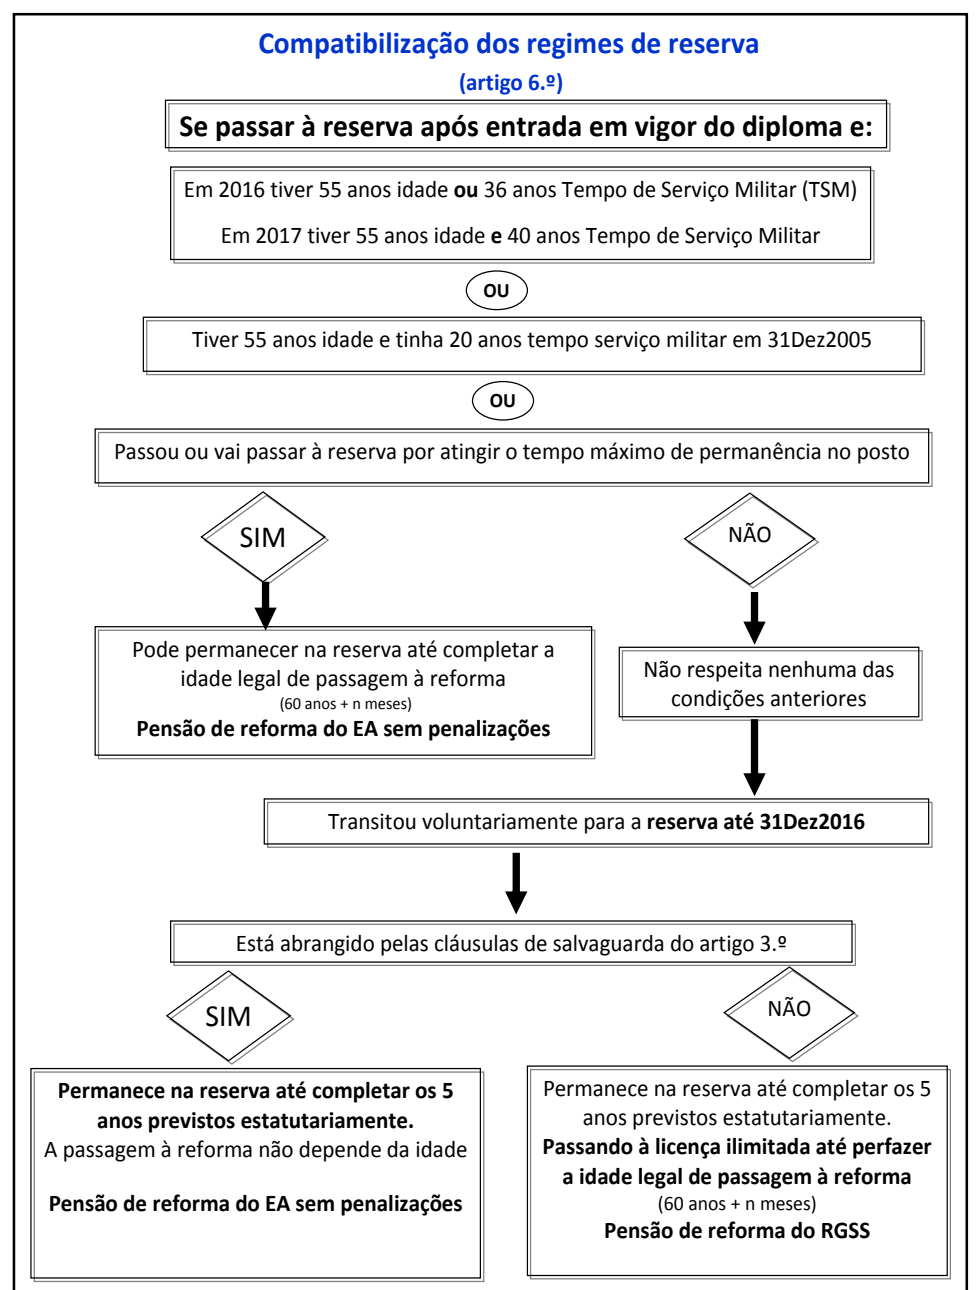 Compatibilização dos regimes de reserva
(artigo 6.º)
Se passar à reserva após entrada em vigor do diploma e:
Em 2016 tiver 55 anos idade ou 36 anos Tempo de Serviço Militar (TSM)
Em 2017 tiver 55 anos idade e 40 anos Tempo de Serviço Militar
OU
Tiver 55 anos idade e tinha 20 anos tempo serviço militar em 31Dez2005
OU
Passou ou vai passar à reserva por atingir o tempo máximo de permanência no posto
SIM
NÃO
Pode permanecer na reserva até completar a
idade legal de passagem à reforma
(60 anos + n meses)
Pensão de reforma do EA sem penalizações
Não respeita nenhuma das
condições anteriores
Transitou voluntariamente para a reserva até 31Dez2016
Está abrangido pelas cláusulas de salvaguarda do artigo 3.º
SIM
NÃO
Permanece na reserva até completar os 5
anos previstos estatutariamente.
A passagem à reforma não depende da idade
Pensão de reforma do EA sem penalizações
Permanece na reserva até completar os 5
anos previstos estatutariamente.
Passando à licença ilimitada até perfazer
a idade legal de passagem à reforma
(60 anos + n meses)
Pensão de reforma do RGSS